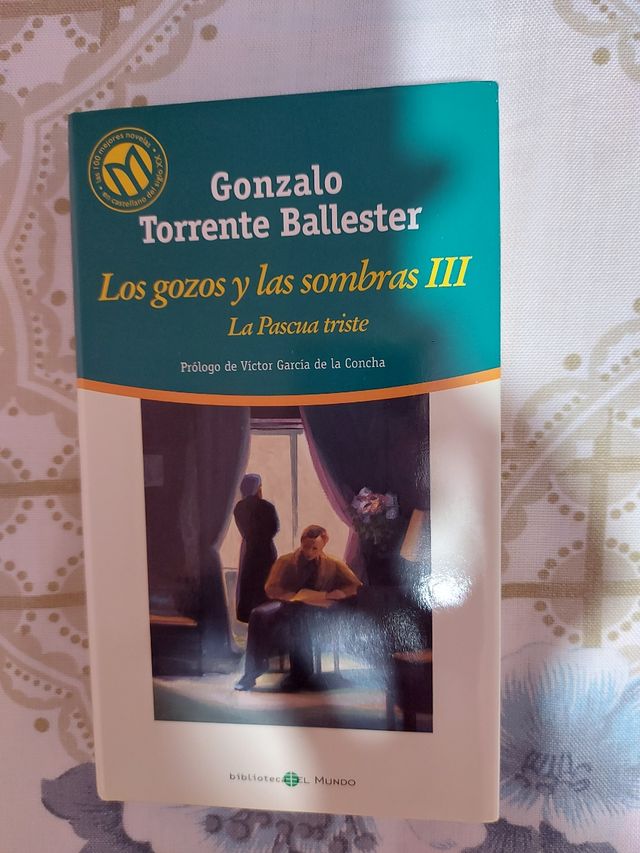 las 100 mejores novelas
en castellano del siglo XX
Gonzalo
Torrente Ballester
Los gozos y las sombras III
La Pascua triste
Prólogo de Víctor García de la Concha
biblioteca EL MUNDO